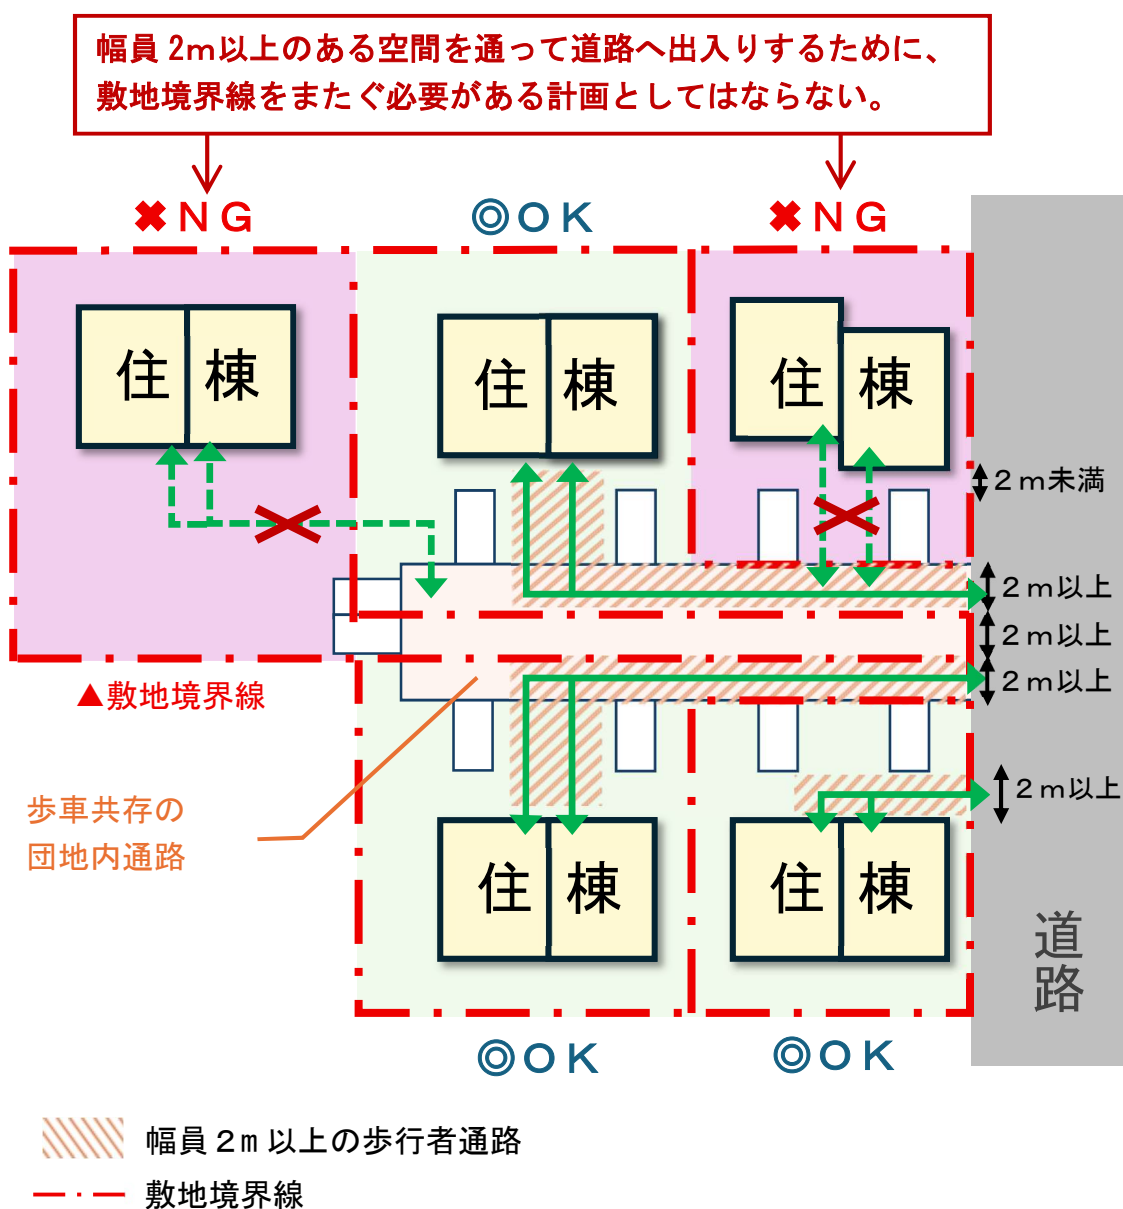 幅員2m以上のある空間を通って道路へ出入りするために、
敷地境界線をまたぐ必要がある計画としてはならない。
✖NG
◎OK
✖NG
住棟
住棟
住棟
2m未満
2m以上
2m以上
2m以上
▲敷地境界線
2m以上
歩車共存の
団地内通路
住棟
住棟
道路
◎OK
◎OK
幅員2m以上の歩行者通路
敷地境界線